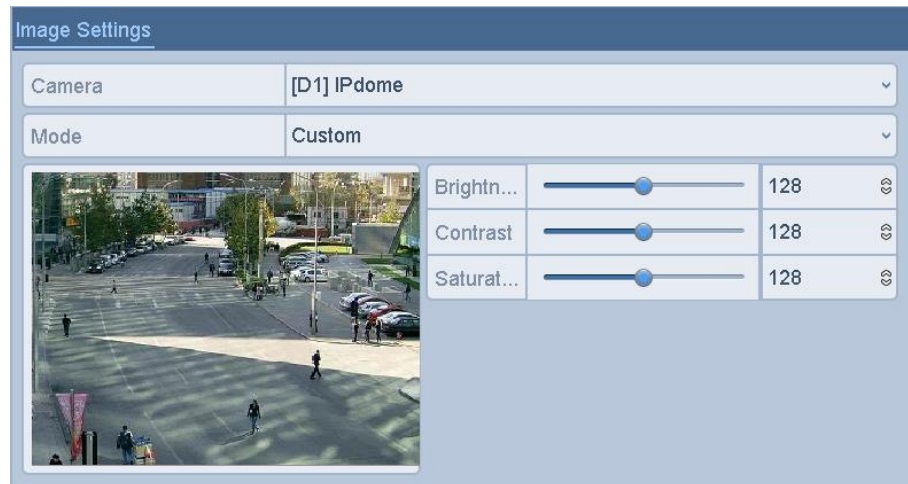 Image Settings
Camera [D1] IPdome
Mode Custom
Brightn... 128
Contrast 128
Saturat... 128